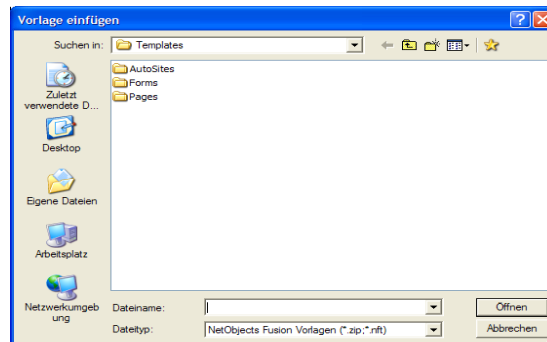 Vorlage einfügen
Suchen in: Templates
AutoSites
Forms
Pages
Zuletzt
verwendete D...
Desktop
Eigene Dateien
Arbeitsplatz
Netzwerkumgeb
ung
Dateiname:
Öffnen
Dateityp: NetObjects Fusion Vorlagen (*.zip;*.nft)
Abbrechen